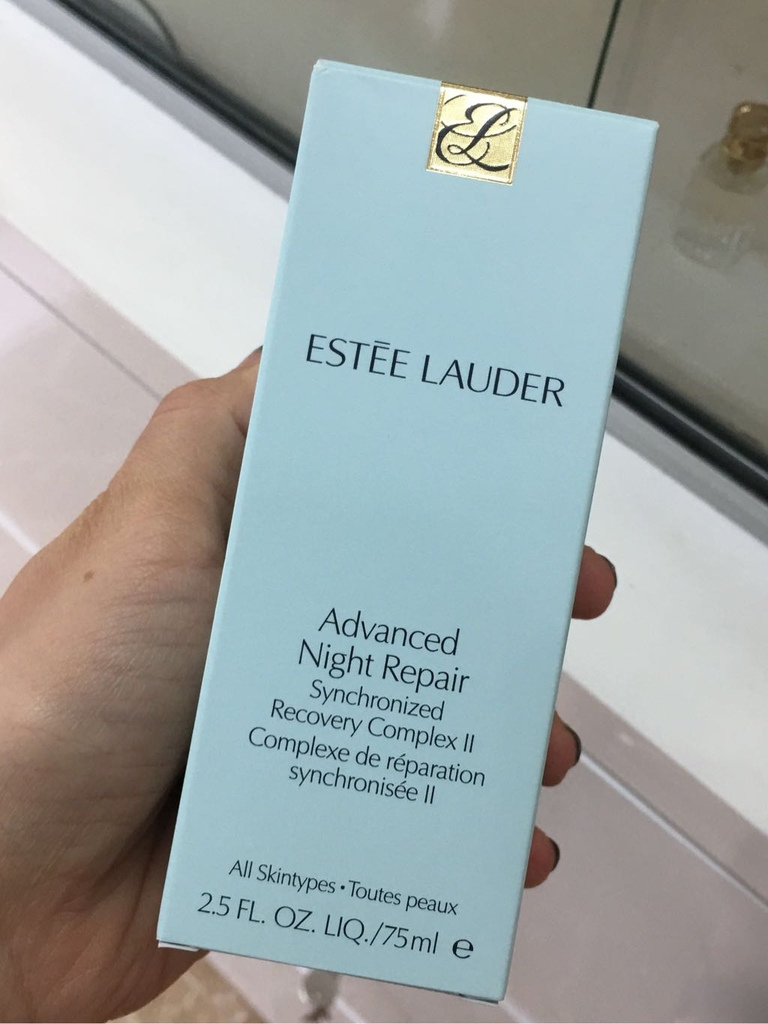 EL
ESTĒE LAUDER
Advanced
Night Repair
Synchronized
Recovery Complex II
Complexe de réparation
synchronisée II
All Skintypes • Toutes peaux
2.5 FL. OZ. LIQ./75ml ℮